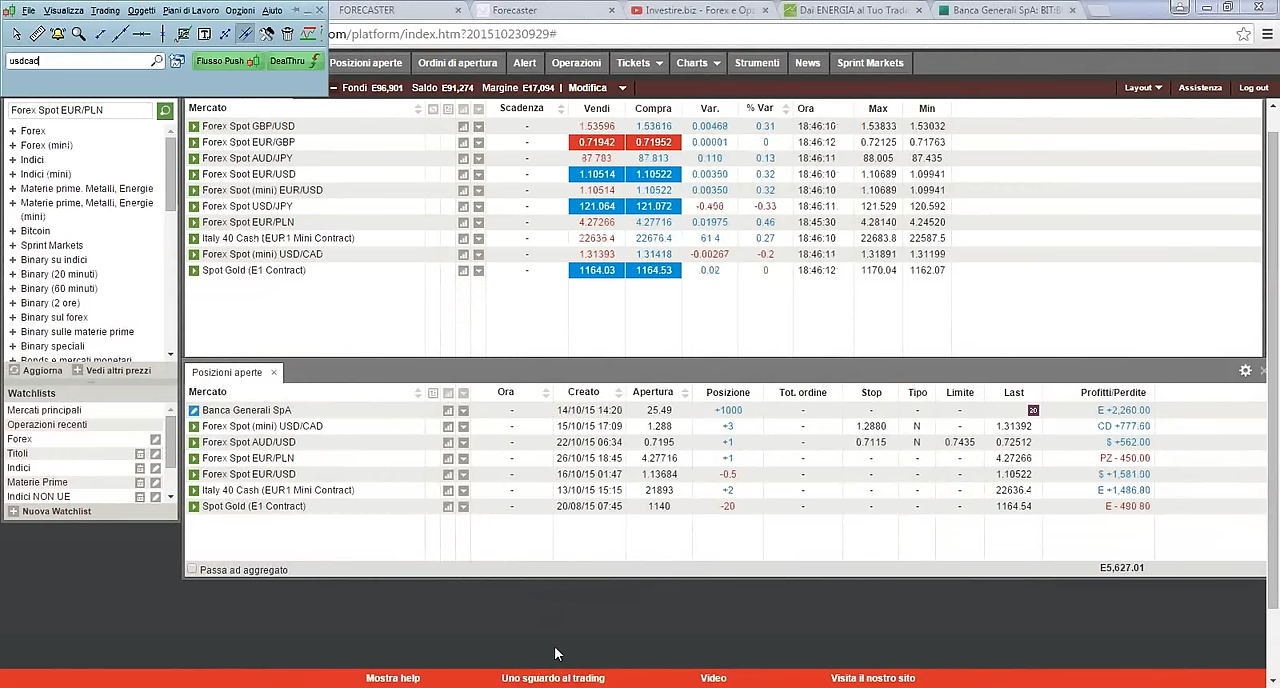 File Visualizza Trading Oggetti Piani di Lavoro Opzioni Aiuto
FORECASTER
Forecaster
Investire.biz - Forex e Op
Dai ENERGIA al Tuo Trad
Banca Generali SpA: BIT:B
om/platform/index.htm?201510230929#
usdcad
Flusso Push DealThru
Posizioni aperte Ordini di apertura Alert Operazioni Tickets Charts Strumenti News Sprint Markets
Fondi £96,901 Saldo £91,274 Margine £17,094 Modifica Layout Assistenza Log out
Forex Spot EUR/PLN
Forex
Forex (mini)
Indici
Indici (mini)
Materie prime. Metalli, Energie
Materie prime, Metalli, Energie
(mini)
Bitcoin
Sprint Markets
Binary su indici
Binary (20 minuti)
Binary (60 minuti)
Binary (2 ore)
Binary sul forex
Binary sulle materie prime
Binary speciali
Bonds e mercati monetari
Aggiorna Vedi altri prezzi
Watchlists
Mercati principali
Operazioni recenti
Forex
Titoli
Indici
Materie Prime
Indici NON UE
Nuova Watchlist
Mercato Scadenza Vendi Compra Var. % Var Ora Max Min
Forex Spot GBP/USD - 1.53596 1.53616 0.00468 0.31 18:46:10 1.53833 1.53032
Forex Spot EUR/GBP - 0.71942 0.71952 0.00001 0 18:46:12 0.72125 0.71763
Forex Spot AUD/JPY - 87.783 87.813 0.110 0.13 18:46:11 88.005 87.435
Forex Spot EUR/USD - 1.10514 1.10522 0.00350 0.32 18:46:10 1.10689 1.09941
Forex Spot (mini) EUR/USD - 1.10514 1.10522 0.00350 0.32 18:46:10 1.10689 1.09941
Forex Spot USD/JPY - 121.064 121.072 -0.33 18:46:11 121.529 120.592
Forex Spot EUR/PLN - 4.27266 4.27716 0.01975 0.46 18:45:30 4.28140 4.24520
Italy 40 Cash (EUR1 Mini Contract) - 22636.4 22676.4 61.4 0.27 18:46:10 22683.8 22587.5
Forex Spot (mini) USD/CAD - 1.31393 1.31418 -0.00267 -0.2 18:46:11 1.31891 1.31199
Spot Gold (E1 Contract) - 1164.03 1164.53 0.02 0 18:46:12 1170.04 1162.07
Posizioni aperte
Mercato Ora Creato Apertura Posizione Tot. ordine Stop Tipo Limite Last Profitti/Perdite
Banca Generali SpA - 14/10/15 14:20 25.49 +1000 - - - - 20 E +2,260.00
Forex Spot (mini) USD/CAD - 15/10/15 17:09 1.288 +3 - 1.2880 N - 1.31392 CD +777.60
Forex Spot AUD/USD - 22/10/15 06:34 0.7195 +1 - 0.7115 N 0.7435 0.72512 $ +562.00
Forex Spot EUR/PLN - 26/10/15 18:45 4.27716 +1 - - - - 4.27266 PZ - 450.00
Forex Spot EUR/USD - 16/10/15 01:47 1.13684 -0.5 - - - - 1.10522 $ +1,581.00
Italy 40 Cash (EUR1 Mini Contract) - 13/10/15 15:15 21893 +2 - - - - 22636.4 E +1,486.80
Spot Gold (E1 Contract) - 20/08/15 07:45 1140 -20 - - - - 1164.54 E - 490.80
Passa ad aggregato E5,627.01
Mostra help Uno sguardo al trading Video Visita il nostro sito